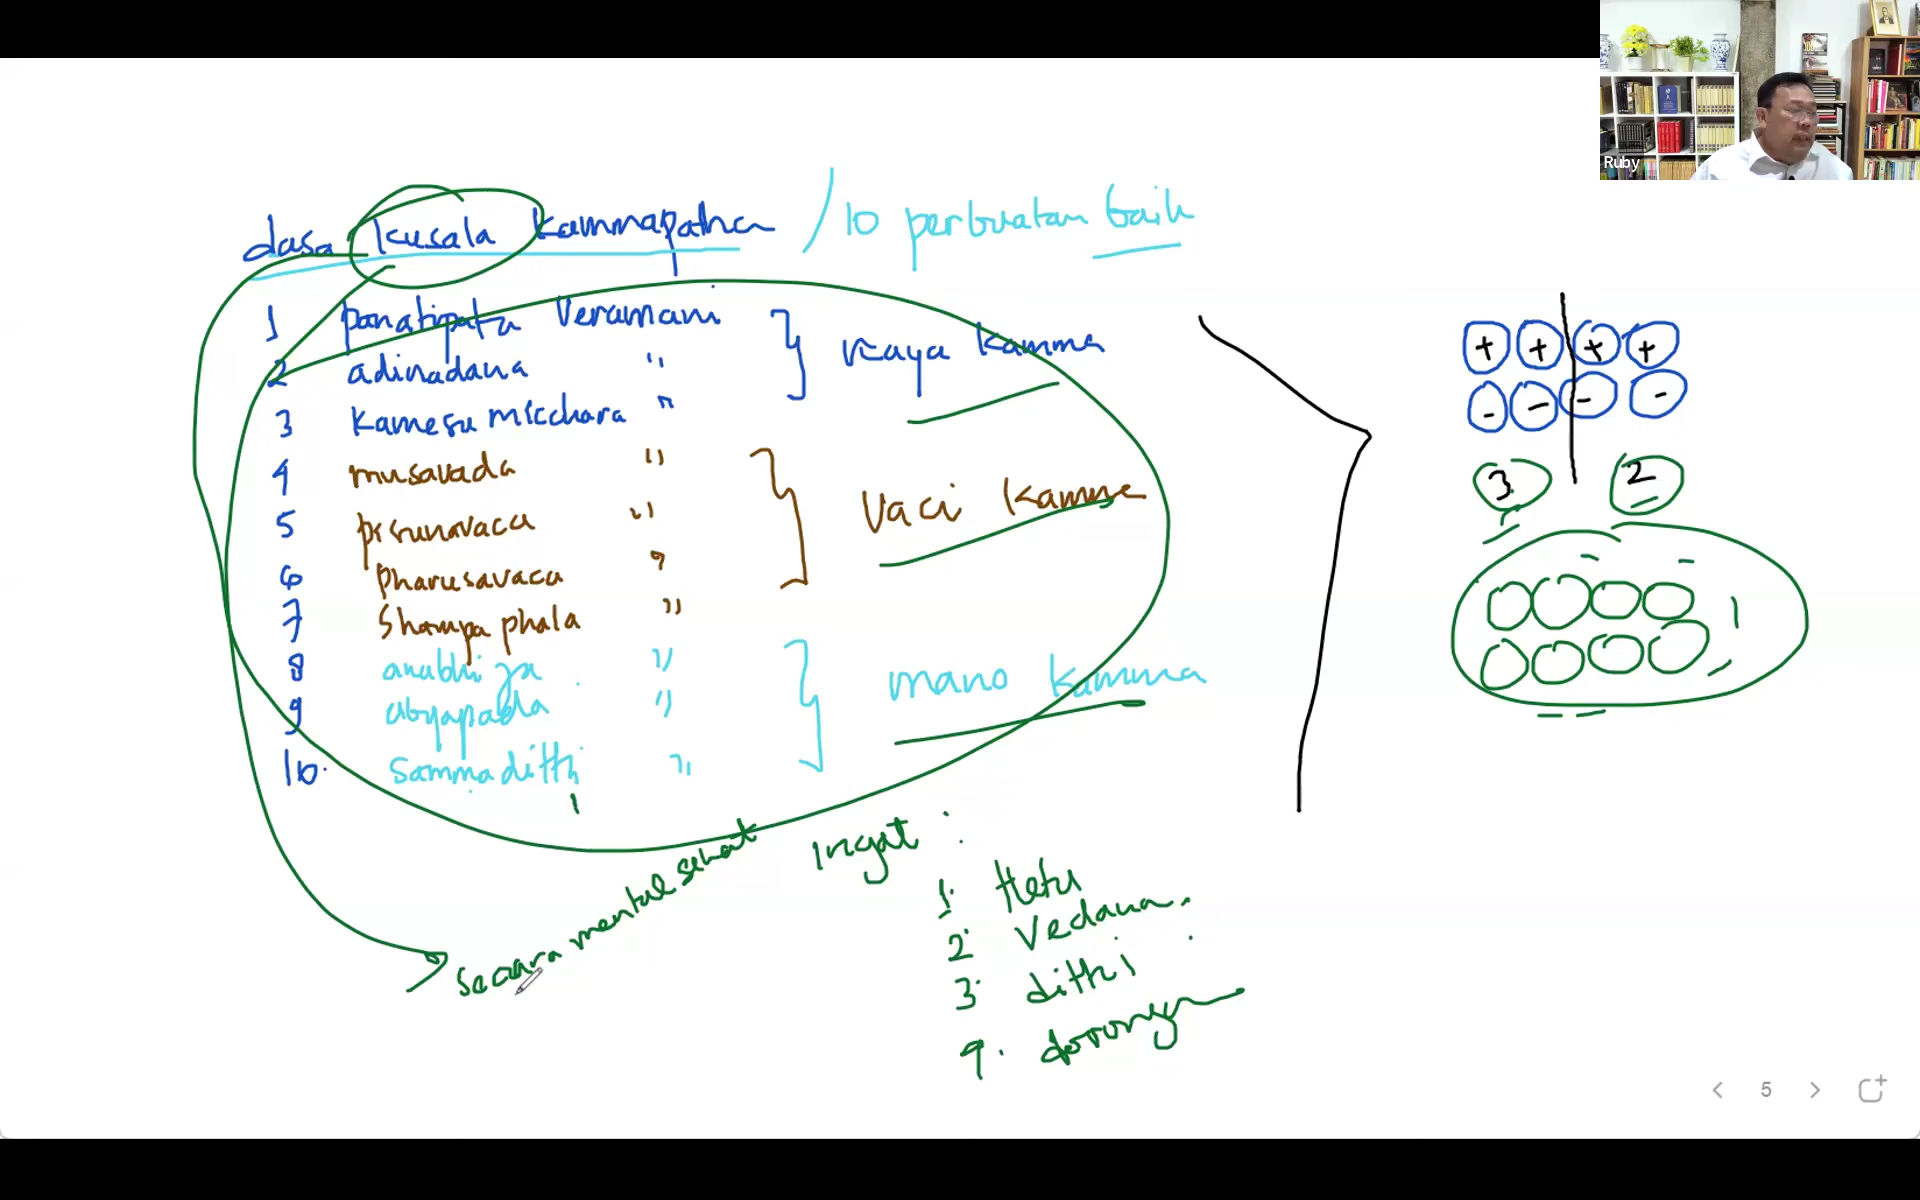 Ruby
dasa kusala kammapatha / 10 perbuatan baik
1 panatipata Veramani
2 adinadana "
3 kamesu micchara "
kaya kamma
4 musavada "
5 pisunavaca "
6 pharusavaca "
7 Shampa phala "
Vaci kamma
8 anabhi ja "
9 abyapada "
10. Samma ditthi "
mano kamma
secara mental sehat
Ingat :
1. Hetu
2. Vedana
3. ditthi
4. dorongan
+ + + +
- - - -
3 2
5